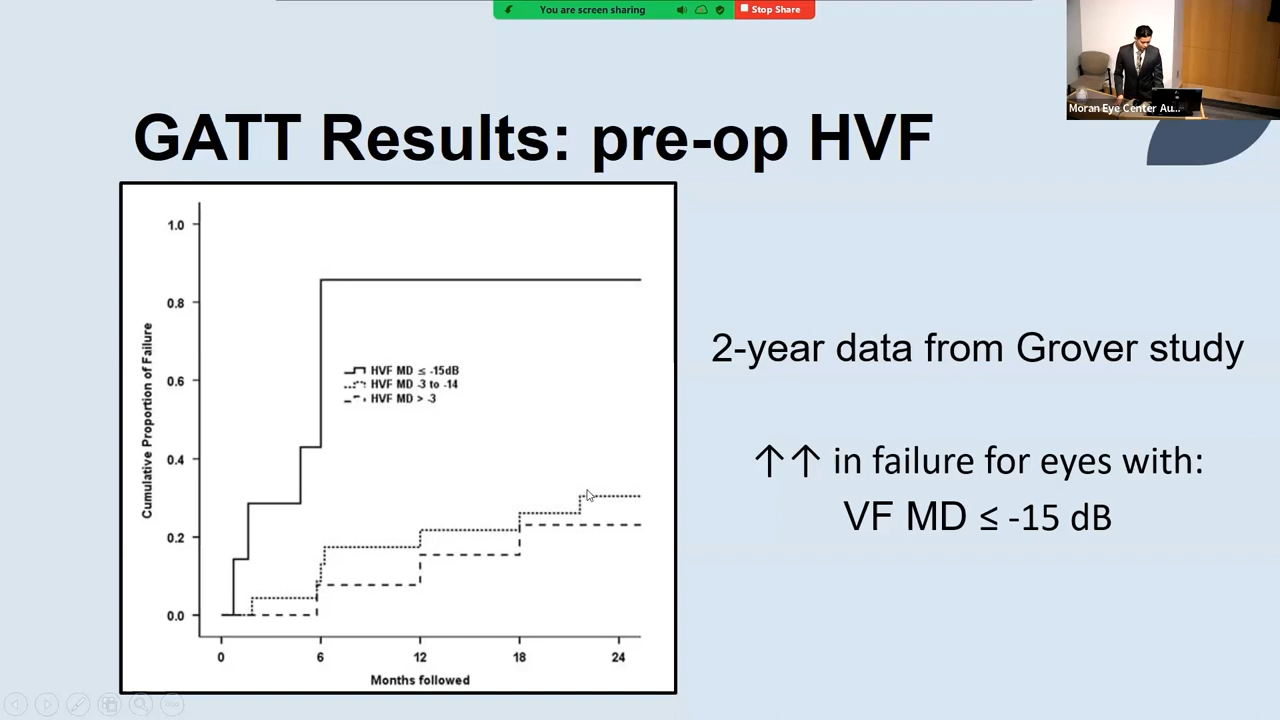 You are screen sharing
Stop Share
Moran Eye Center Au...
GATT Results: pre-op HVF
1.0
0.8
0.6
0.4
0.2
0.0
Cumulative Proportion of Failure
HVF MD ≤ -15dB
HVF MD -3 to -14
HVF MD > -3
0 6 12 18 24
Months followed
2-year data from Grover study
↑↑ in failure for eyes with:
VF MD ≤ -15 dB